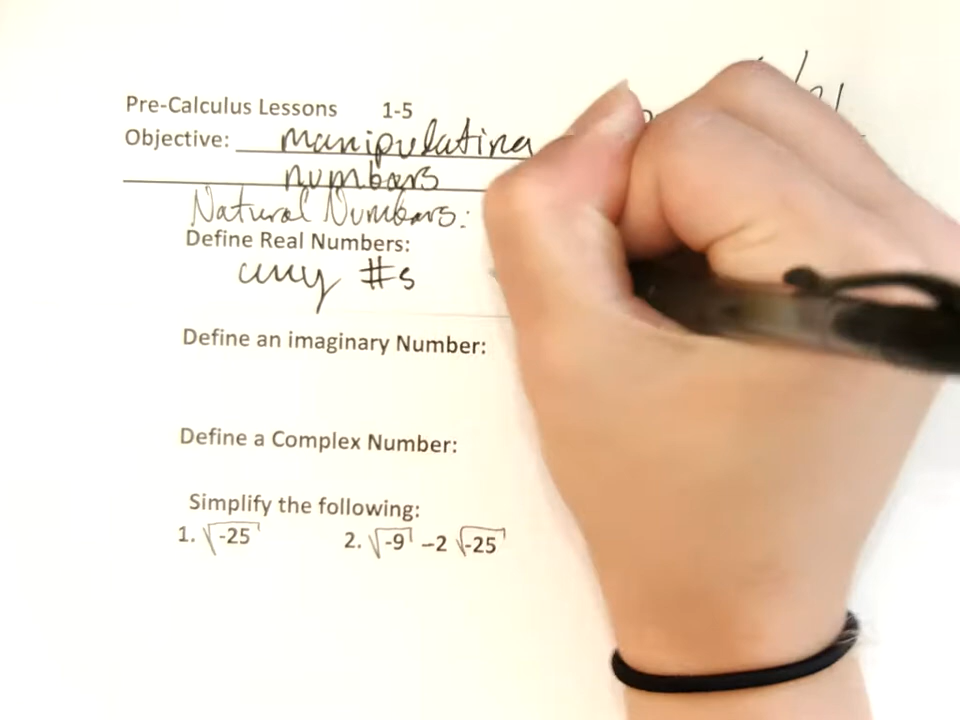 Pre-Calculus Lessons 1-5
Objective: manipulating
numbers
Natural Numbers:
Define Real Numbers:
any #s
Define an imaginary Number:
Define a Complex Number:
Simplify the following:
1. √-25 2. √-9 -2 √-25